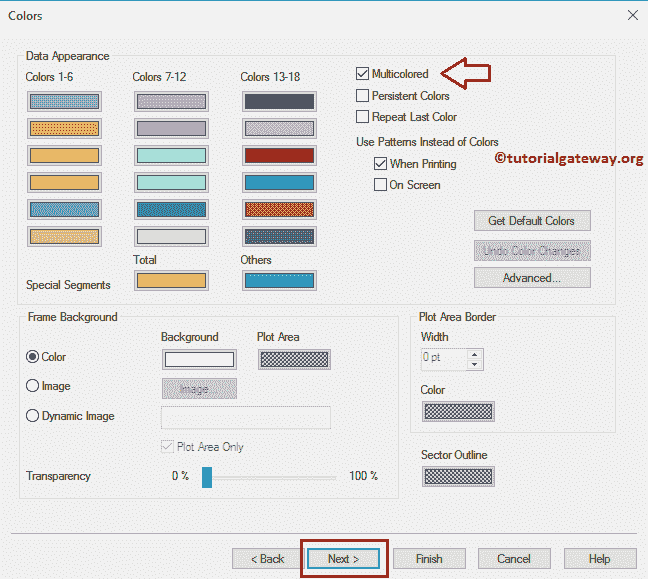 Colors
Data Appearance
Colors 1-6
Colors 7-12
Colors 13-18
Multicolored
Persistent Colors
Repeat Last Color
Use Patterns Instead of Colors
When Printing
On Screen
©tutorialgateway.org
Get Default Colors
Undo Color Changes
Advanced...
Special Segments
Total
Others
Frame Background
Background
Plot Area
Color
Image
Image...
Dynamic Image
Plot Area Only
Transparency
0 %
100 %
Plot Area Border
Width
0 pt
Color
Sector Outline
< Back
Next >
Finish
Cancel
Help